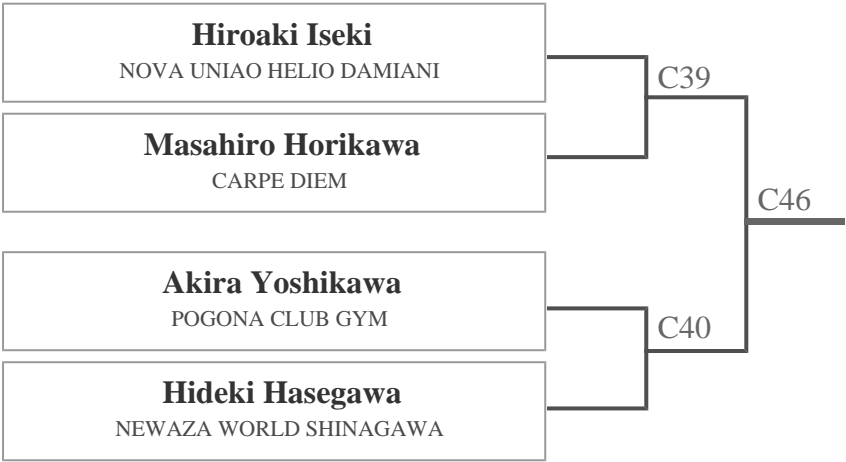 Hiroaki Iseki
NOVA UNIAO HELIO DAMIANI
C39
Masahiro Horikawa
CARPE DIEM
C46
Akira Yoshikawa
POGONA CLUB GYM
C40
Hideki Hasegawa
NEWAZA WORLD SHINAGAWA